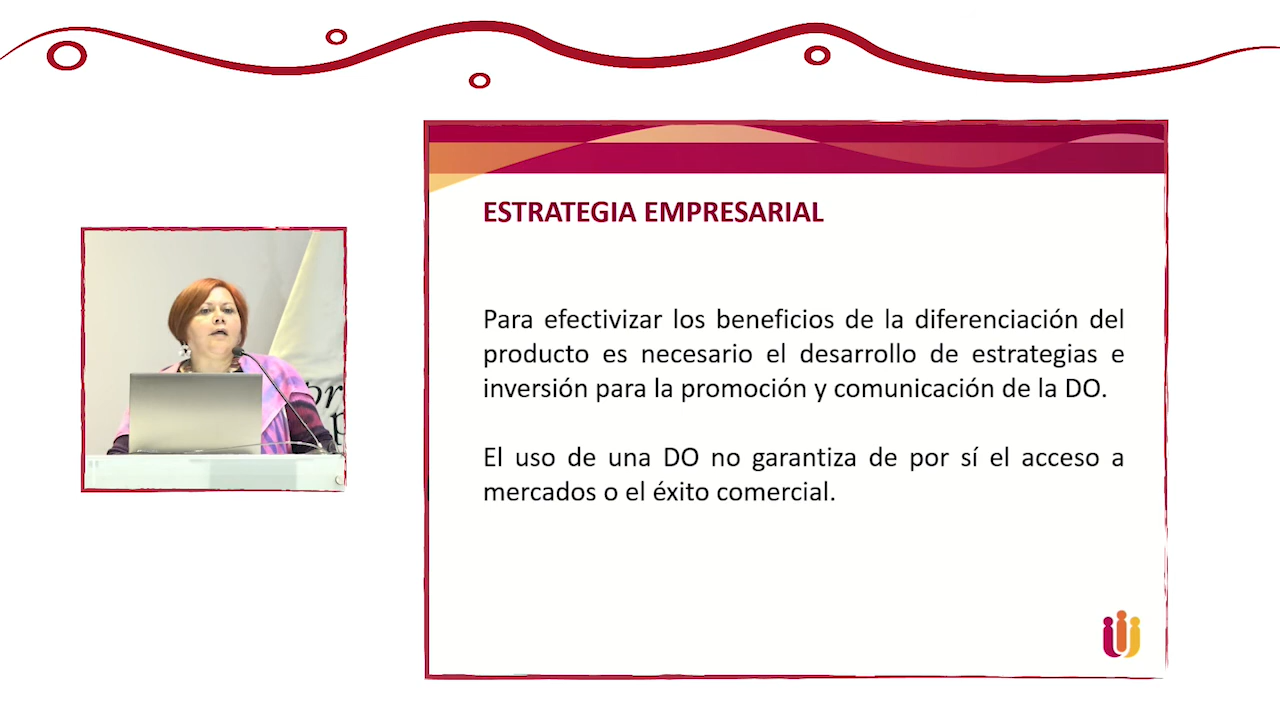 ESTRATEGIA EMPRESARIAL
Para efectivizar los beneficios de la diferenciación del
producto es necesario el desarrollo de estrategias e
inversión para la promoción y comunicación de la DO.
El uso de una DO no garantiza de por sí el acceso a
mercados o el éxito comercial.